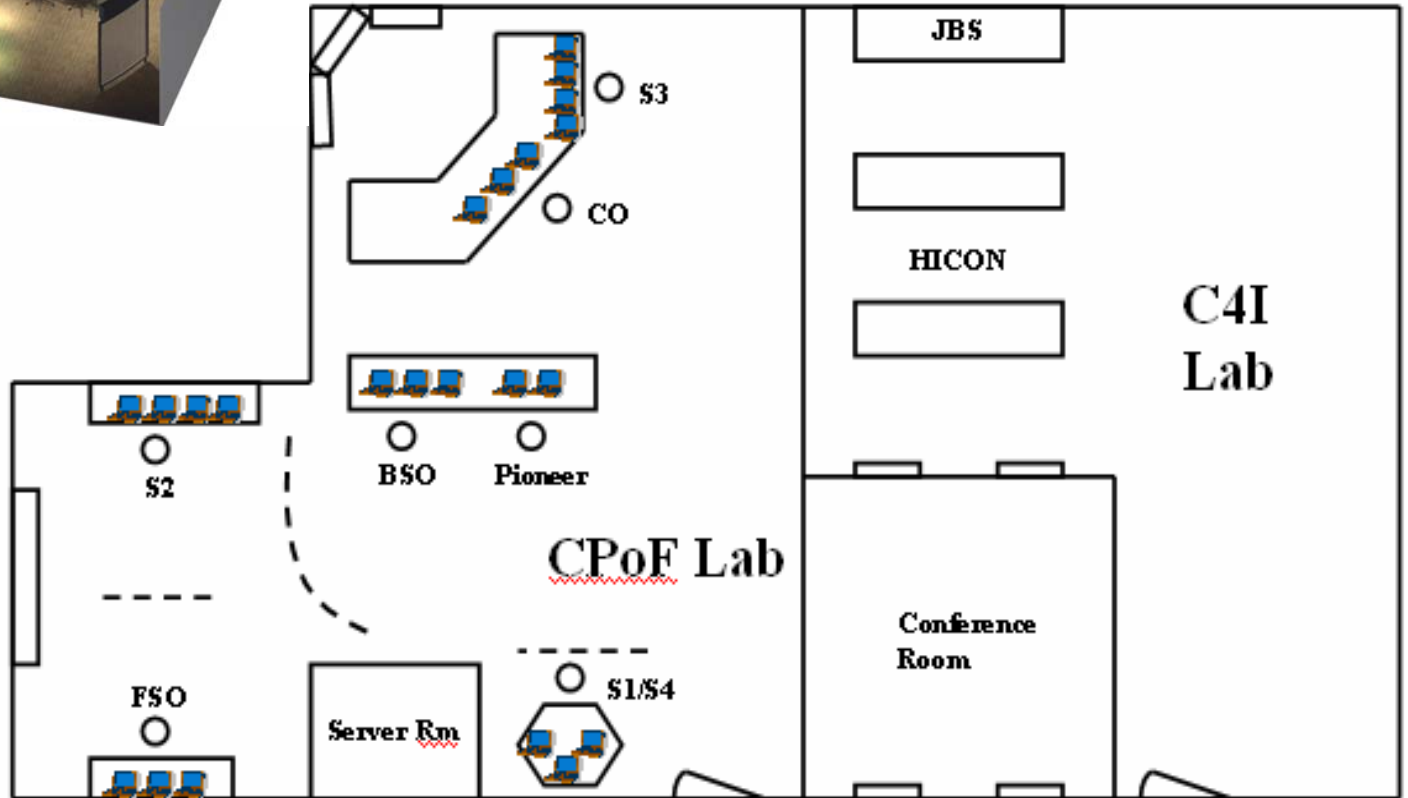 JBS
S3
CO
HICON
C4I
Lab
BSO
Pioneer
S2
CPoF Lab
Conference
Room
FSO
S1/S4
Server Rm